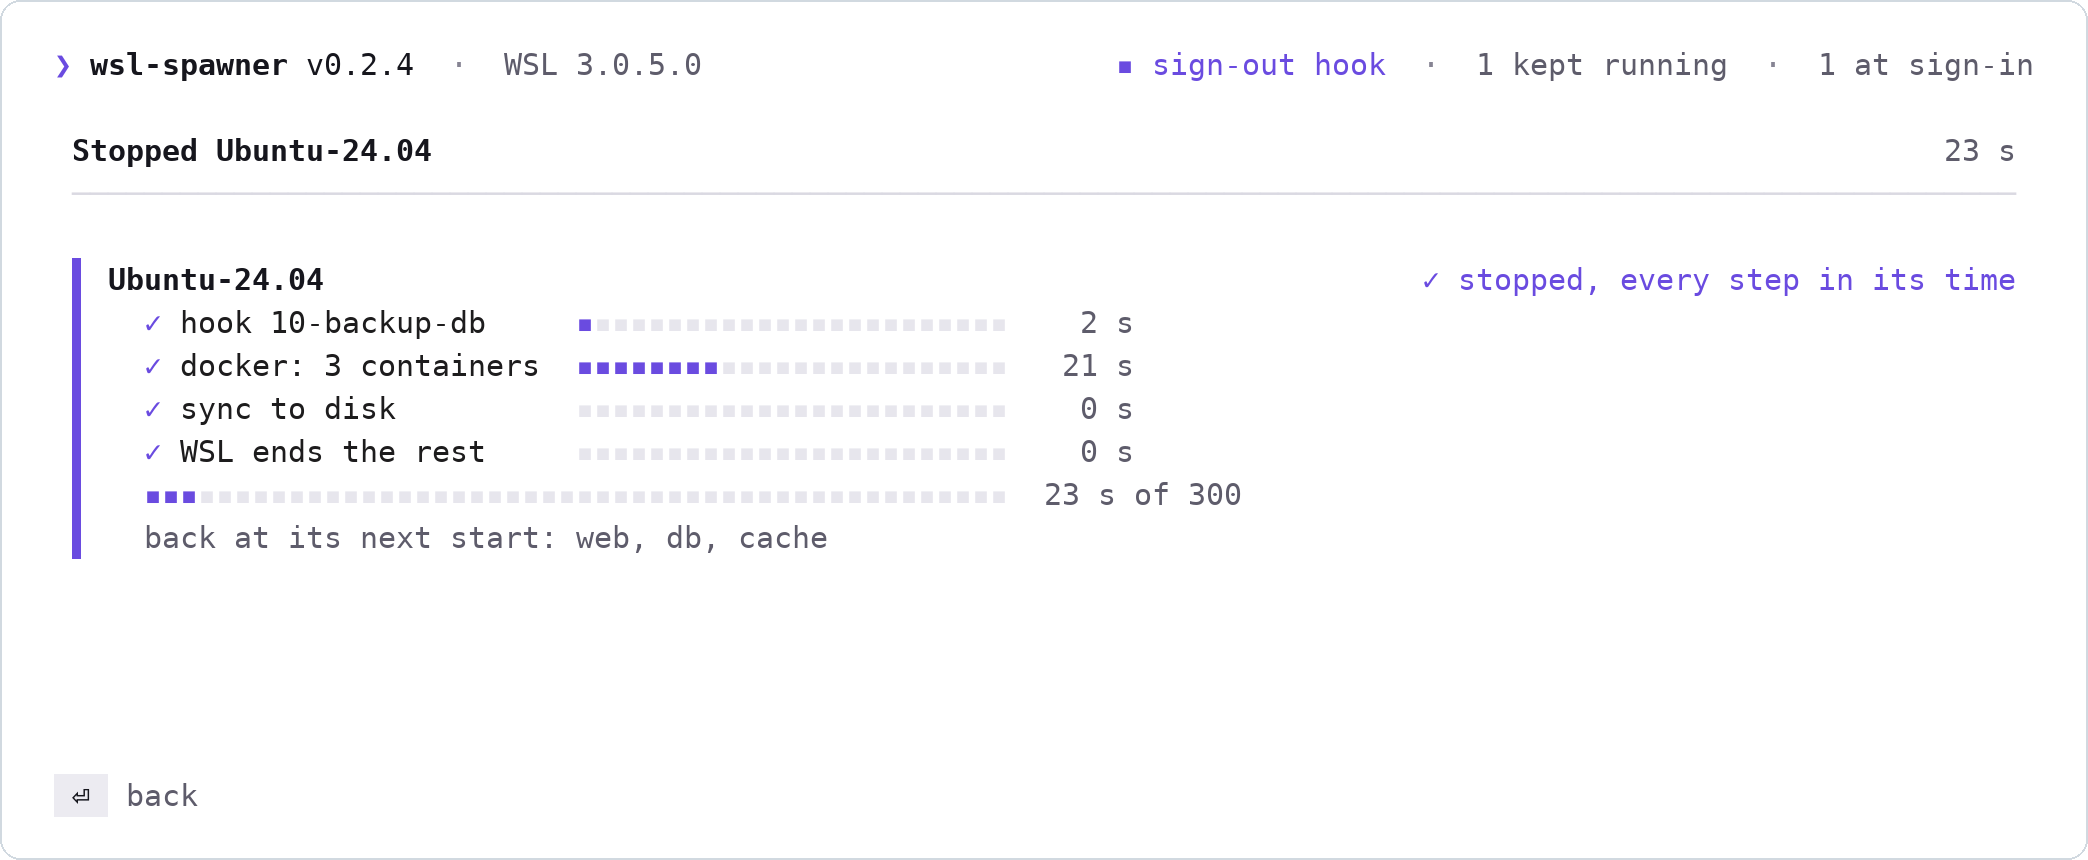 ❯ wsl-spawner v0.2.4 · WSL 3.0.5.0 ▪ sign-out hook · 1 kept running · 1 at sign-in
Stopped Ubuntu-24.04 23 s
Ubuntu-24.04 ✓ stopped, every step in its time
✓ hook 10-backup-db 2 s
✓ docker: 3 containers 21 s
✓ sync to disk 0 s
✓ WSL ends the rest 0 s
23 s of 300
back at its next start: web, db, cache
⏎ back